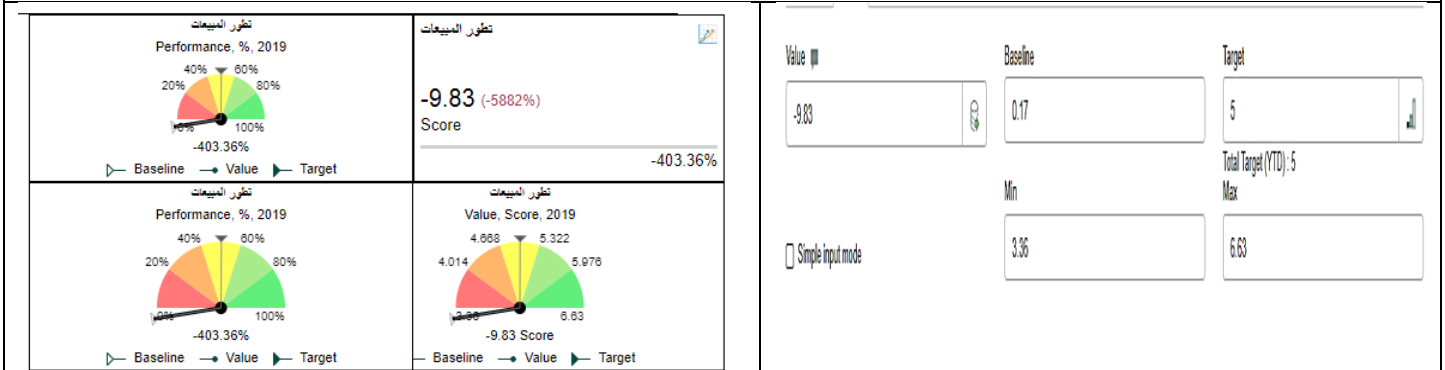 تطور المبيعات
Performance, %, 2019
40% 60%
20% 80%
0% 100%
-403.36%
Baseline Value Target
تطور المبيعات
-9.83 (-5882%)
Score
-403.36%
تطور المبيعات
Performance, %, 2019
40% 60%
20% 80%
0% 100%
-403.36%
Baseline Value Target
تطور المبيعات
Value, Score, 2019
4.668 5.322
4.014 5.976
3.36 6.63
-9.83 Score
Baseline Value Target
Value Baseline Target
-9.83 0.17 5
Total Target (YTD) : 5
Min Max
Simple input mode 3.36 6.63